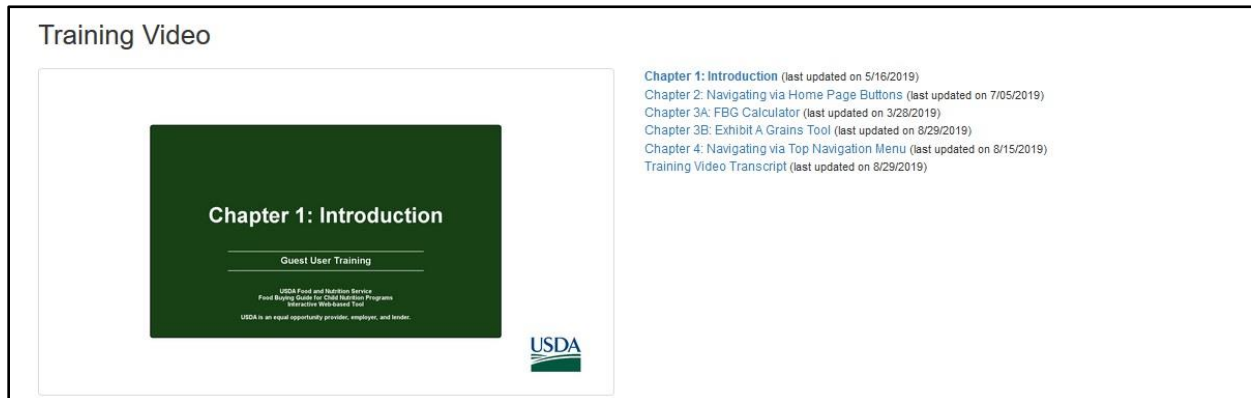 Training Video
Chapter 1: Introduction
Guest User Training
USDA Food and Nutrition Service
Food Buying Guide for Child Nutrition Programs
Interactive Web-based Tool
USDA is an equal opportunity provider, employer, and lender.
USDA
Chapter 1: Introduction (last updated on 5/16/2019)
Chapter 2: Navigating via Home Page Buttons (last updated on 7/05/2019)
Chapter 3A: FBG Calculator (last updated on 3/28/2019)
Chapter 3B: Exhibit A Grains Tool (last updated on 8/29/2019)
Chapter 4: Navigating via Top Navigation Menu (last updated on 8/15/2019)
Training Video Transcript (last updated on 8/29/2019)